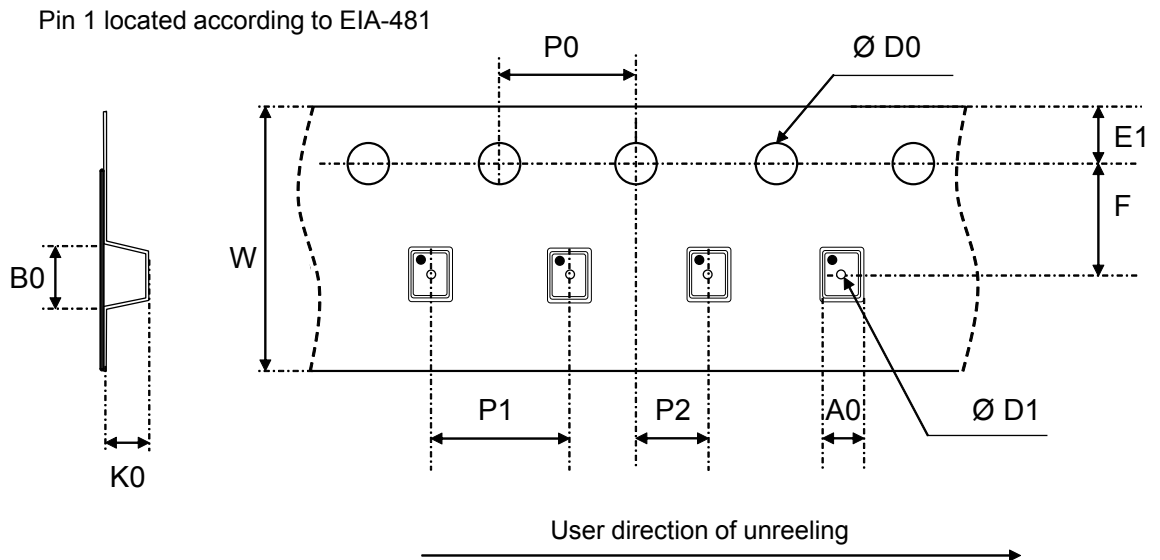 Pin 1 located according to EIA-481
P0
Ø D0
E1
F
W
B0
P1
P2
A0
Ø D1
K0
User direction of unreeling